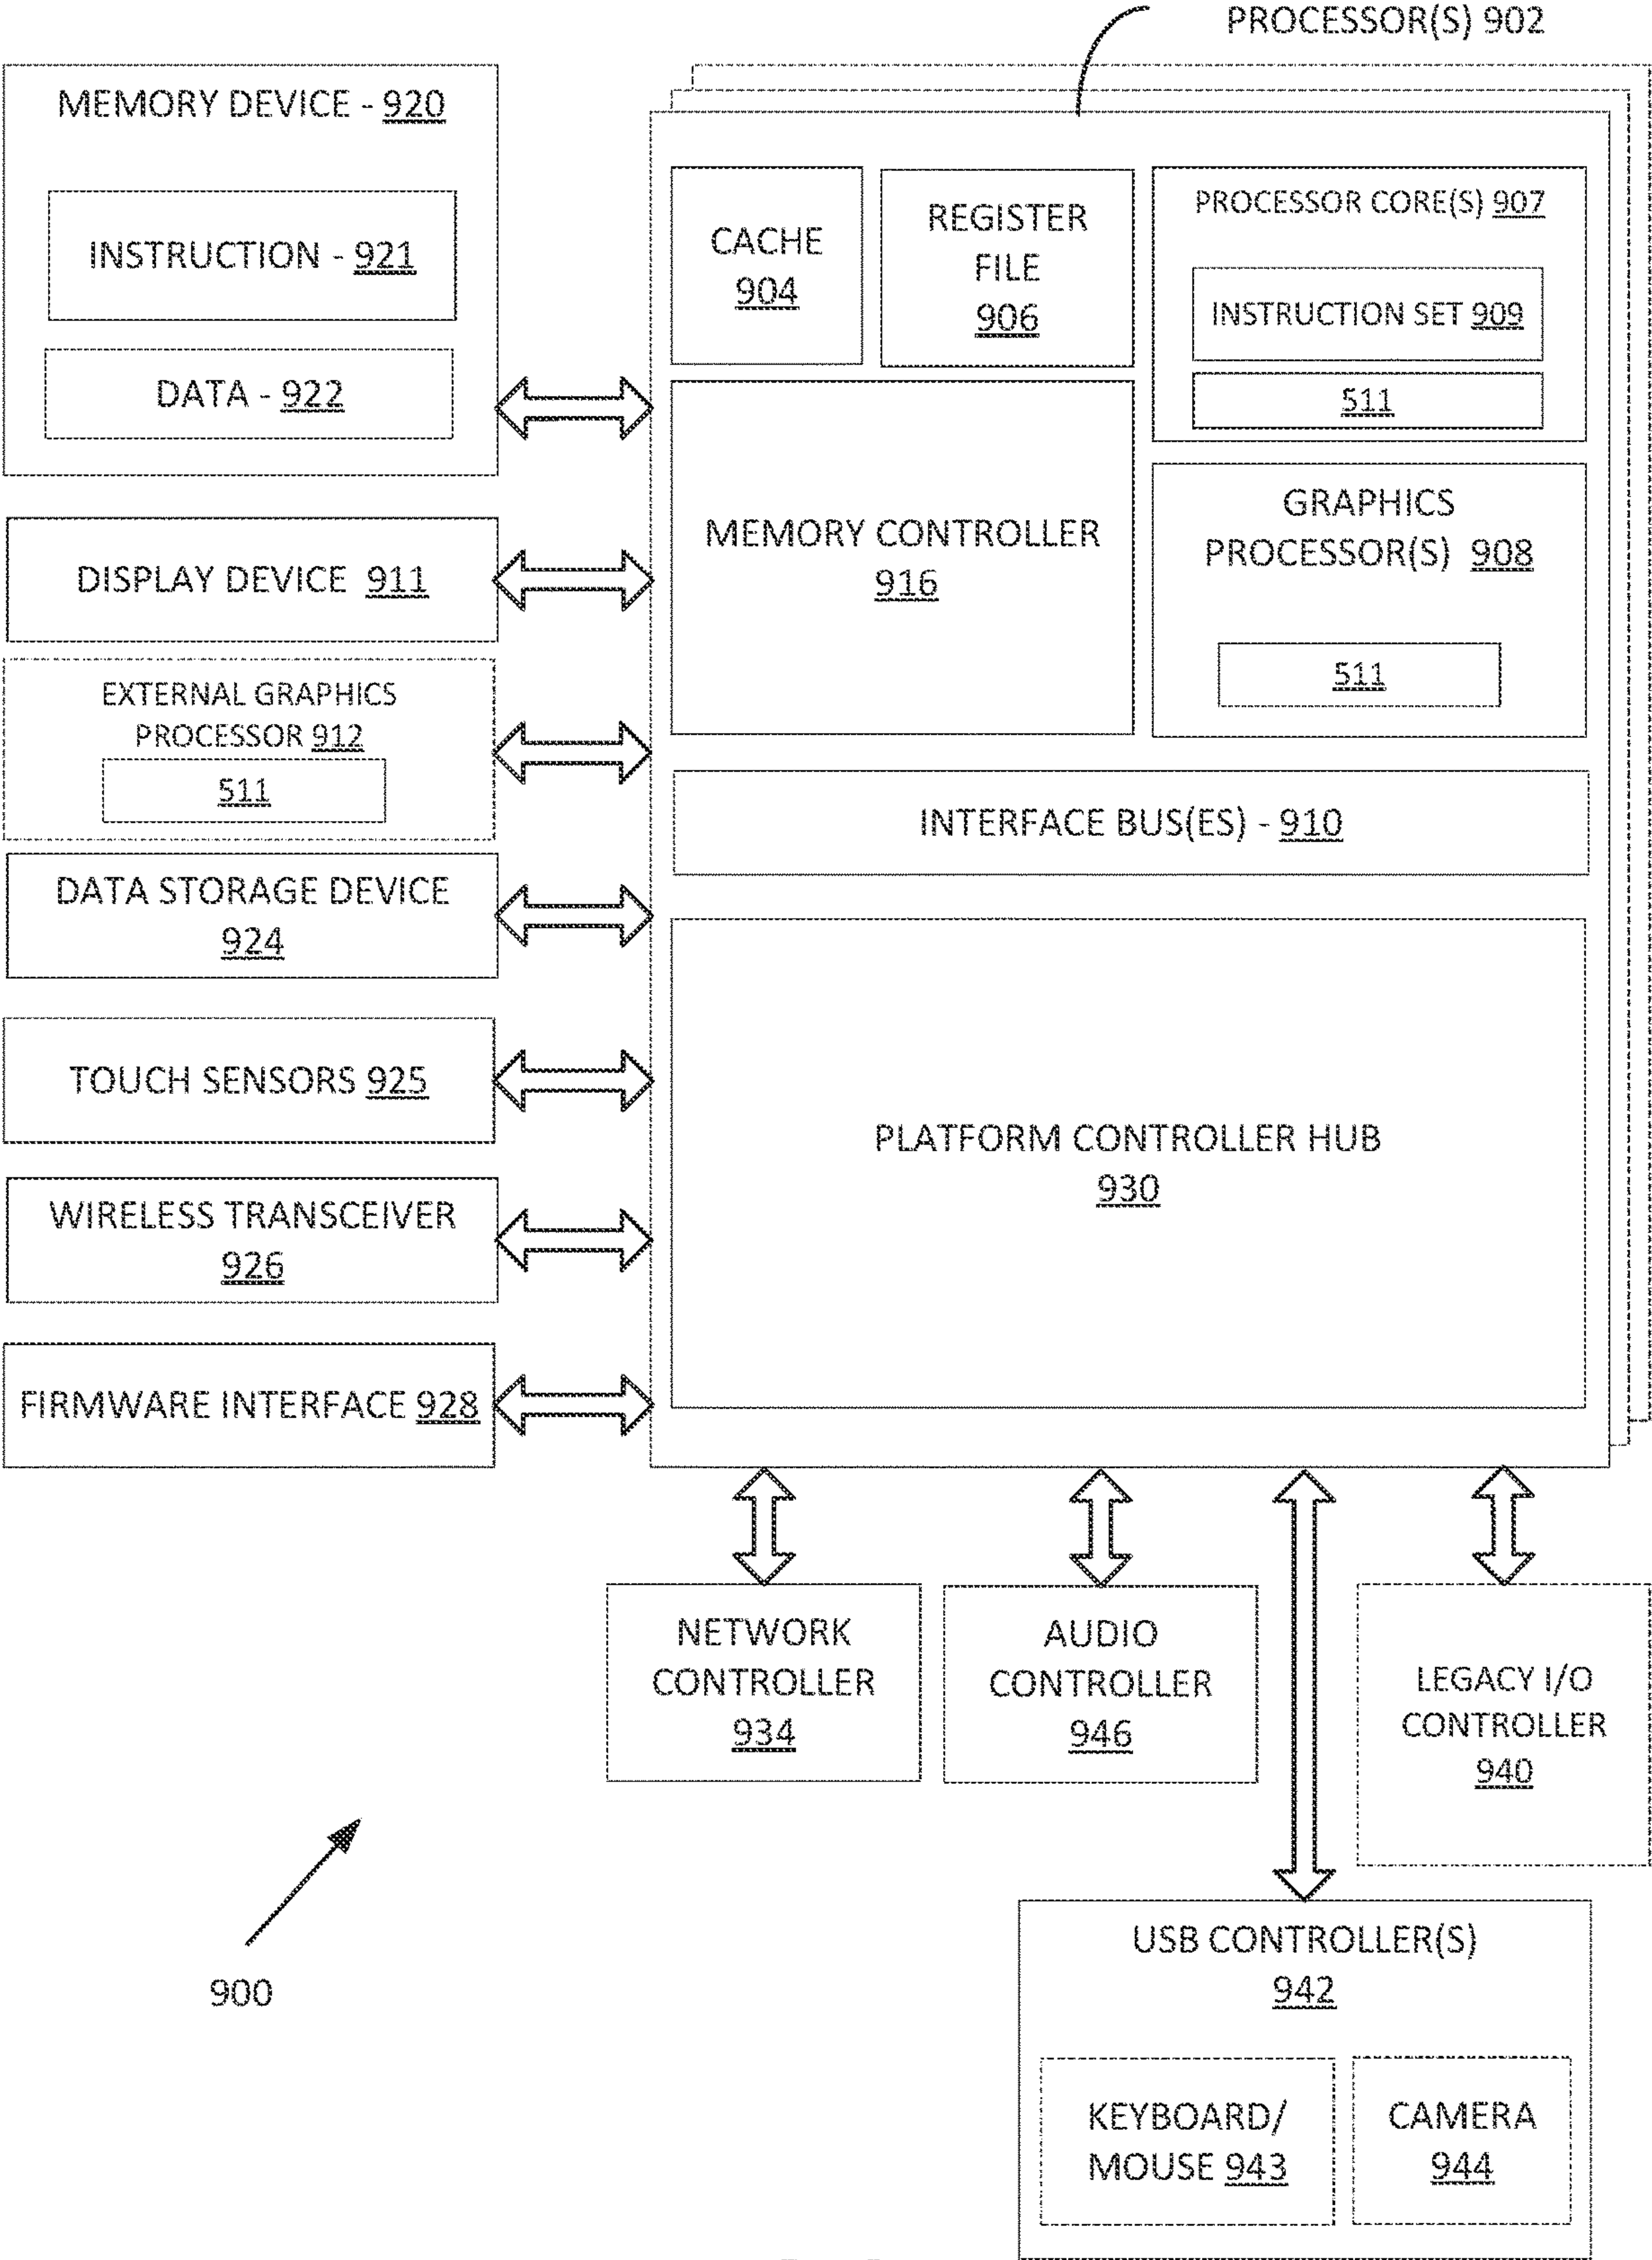 PROCESSOR(S) 902
MEMORY DEVICE - 920
INSTRUCTION - 921
DATA - 922
DISPLAY DEVICE 911
EXTERNAL GRAPHICS
PROCESSOR 912
511
DATA STORAGE DEVICE
924
TOUCH SENSORS 925
WIRELESS TRANSCEIVER
926
FIRMWARE INTERFACE 928
CACHE
904
REGISTER
FILE
906
PROCESSOR CORE(S) 907
INSTRUCTION SET 909
511
MEMORY CONTROLLER
916
GRAPHICS
PROCESSOR(S) 908
511
INTERFACE BUS(ES) - 910
PLATFORM CONTROLLER HUB
930
NETWORK
CONTROLLER
934
AUDIO
CONTROLLER
946
LEGACY I/O
CONTROLLER
940
900
USB CONTROLLER(S)
942
KEYBOARD/
MOUSE 943
CAMERA
944